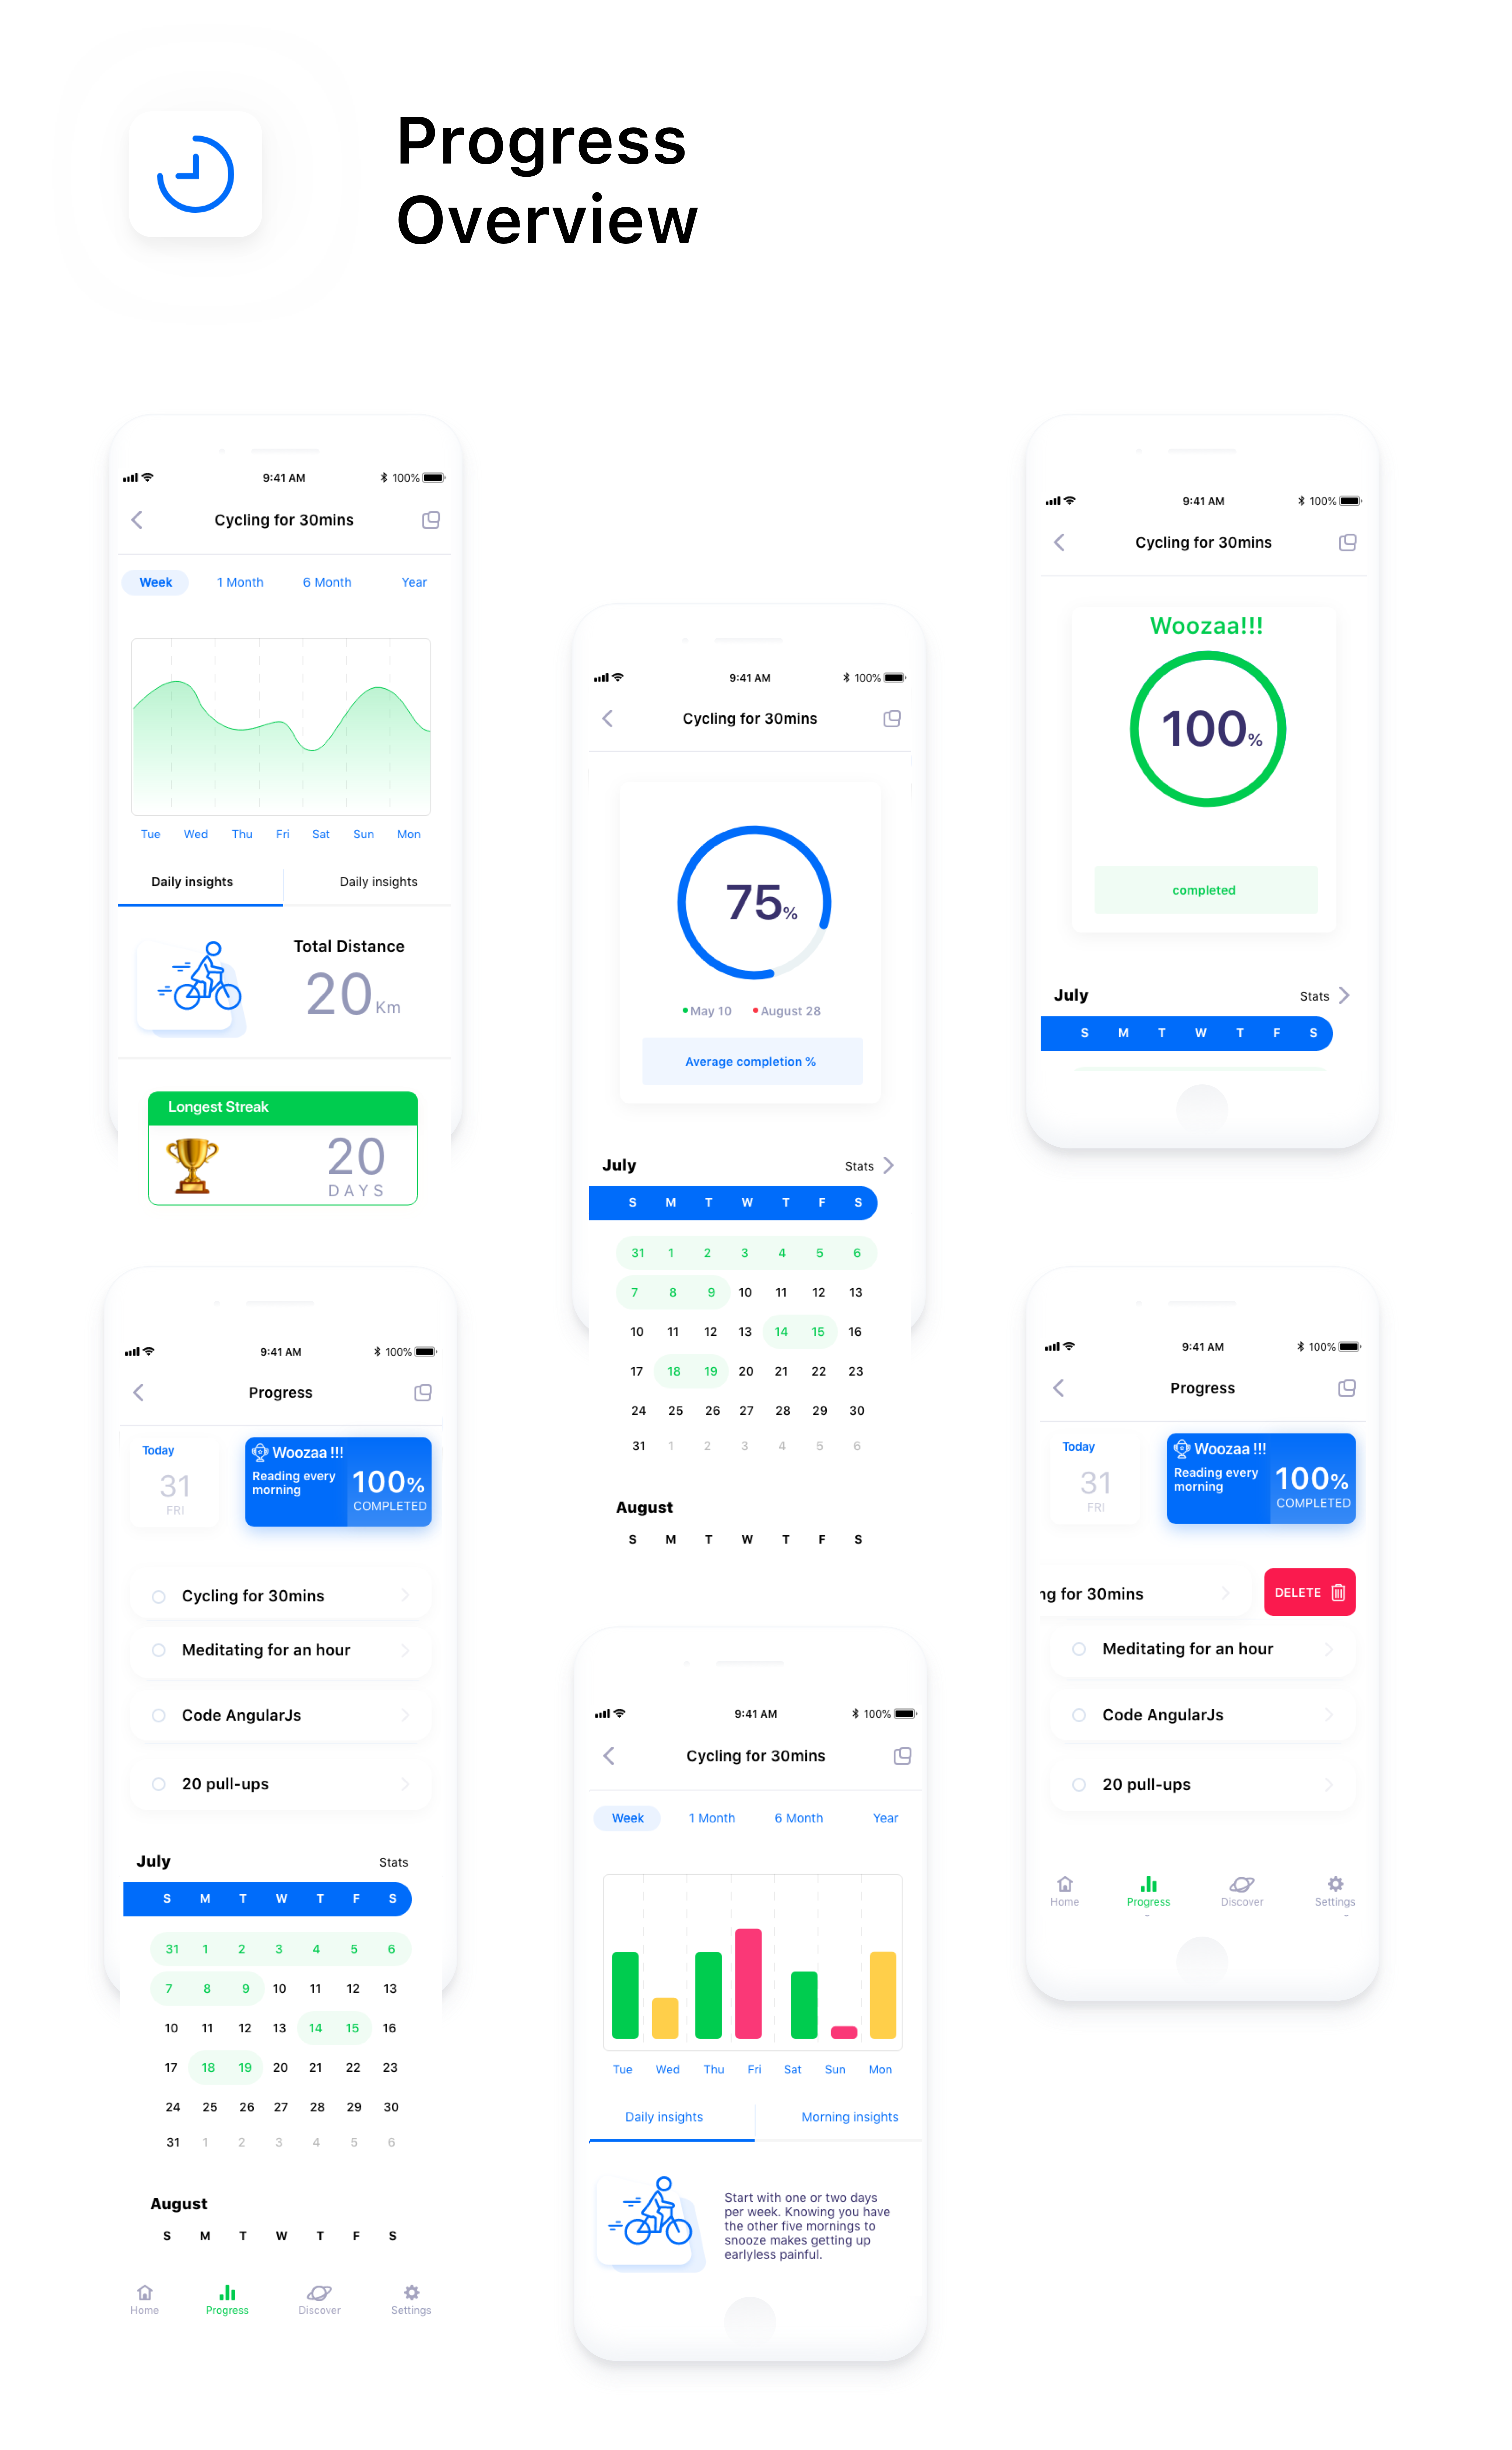 Progress
Overview
9:41 AM
100%
Cycling for 30mins
Week 1 Month 6 Month Year
Tue Wed Thu Fri Sat Sun Mon
Daily insights Daily insights
Total Distance
20 Km
Longest Streak
20
DAYS
9:41 AM
100%
Cycling for 30mins
75%
May 10 August 28
Average completion %
July Stats
S M T W T F S
31 1 2 3 4 5 6
7 8 9 10 11 12 13
10 11 12 13 14 15 16
17 18 19 20 21 22 23
24 25 26 27 28 29 30
31 1 2 3 4 5 6
August
S M T W T F S
9:41 AM
100%
Cycling for 30mins
Woozaa!!!
100%
completed
July Stats
S M T W T F S
9:41 AM
100%
Progress
Today
31
FRI
Woozaa !!!
Reading every
morning
100%
COMPLETED
Cycling for 30mins
Meditating for an hour
Code AngularJs
20 pull-ups
July Stats
S M T W T F S
31 1 2 3 4 5 6
7 8 9 10 11 12 13
10 11 12 13 14 15 16
17 18 19 20 21 22 23
24 25 26 27 28 29 30
31 1 2 3 4 5 6
August
S M T W T F S
Home Progress Discover Settings
9:41 AM
100%
Cycling for 30mins
Week 1 Month 6 Month Year
Tue Wed Thu Fri Sat Sun Mon
Daily insights Morning insights
Start with one or two days
per week. Knowing you have
the other five mornings to
snooze makes getting up
earlyless painful.
9:41 AM
100%
Progress
Today
31
FRI
Woozaa !!!
Reading every
morning
100%
COMPLETED
ng for 30mins
DELETE
Meditating for an hour
Code AngularJs
20 pull-ups
Home Progress Discover Settings